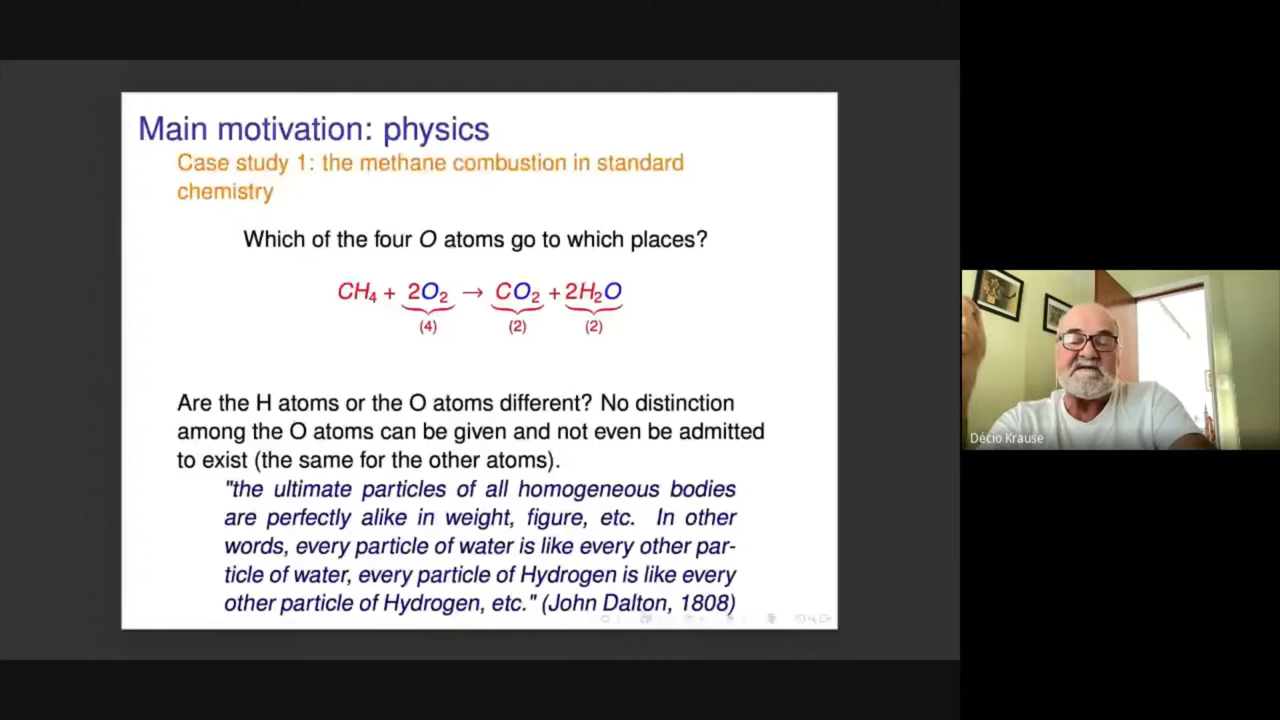 Main motivation: physics
Case study 1: the methane combustion in standard
chemistry
Which of the four O atoms go to which places?
CH₄ + 2O₂ → CO₂ + 2H₂O
(4) (2) (2)
Are the H atoms or the O atoms different? No distinction
among the O atoms can be given and not even be admitted
to exist (the same for the other atoms).
"the ultimate particles of all homogeneous bodies
are perfectly alike in weight, figure, etc. In other
words, every particle of water is like every other par-
ticle of water, every particle of Hydrogen is like every
other particle of Hydrogen, etc." (John Dalton, 1808)
Décio Krause